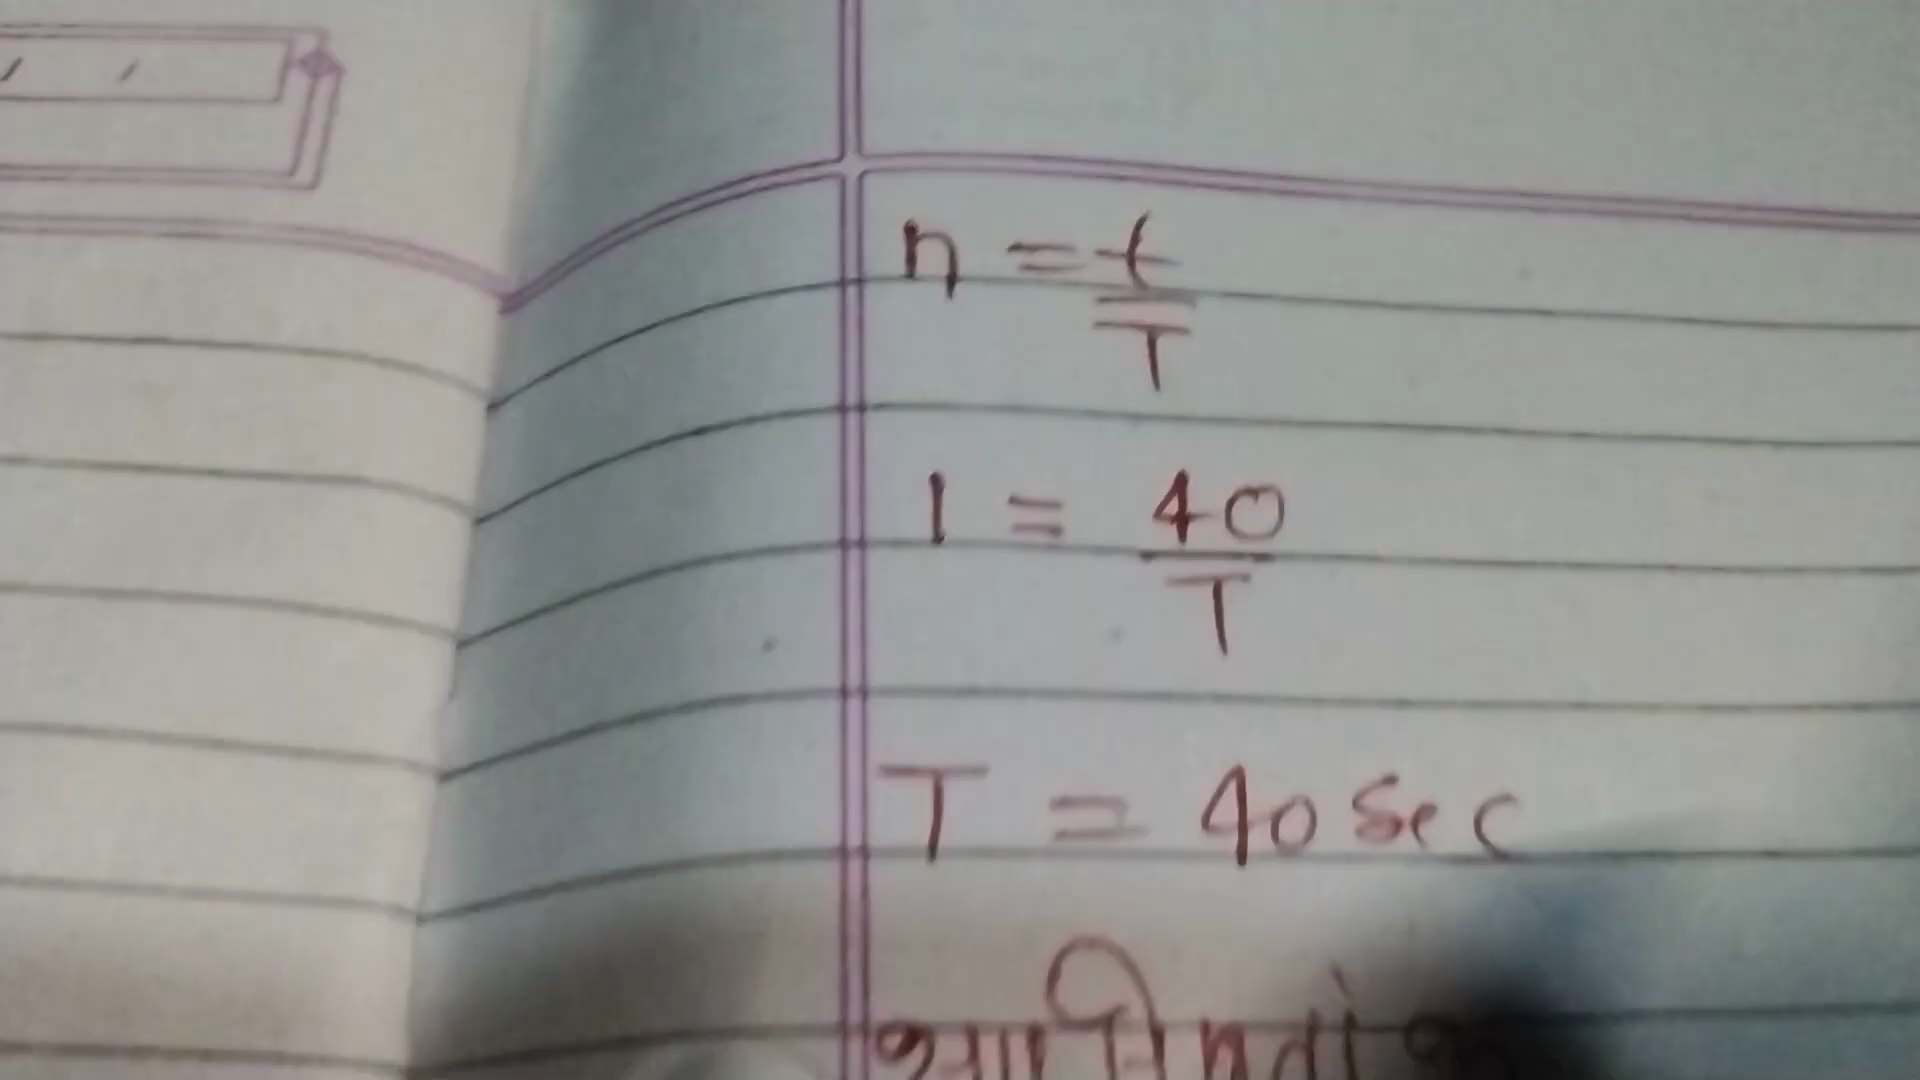 n = t/T
1 = 40/T
T = 40 sec